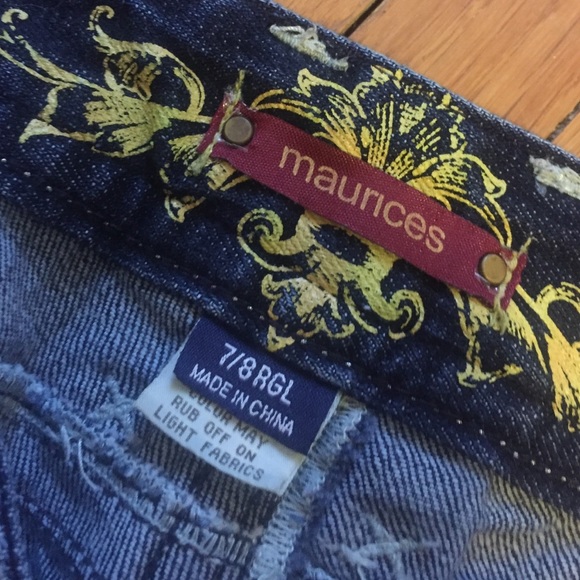 maurices
7/8 RGL
MADE IN CHINA
COLOR MAY
RUB OFF ON
LIGHT FABRICS